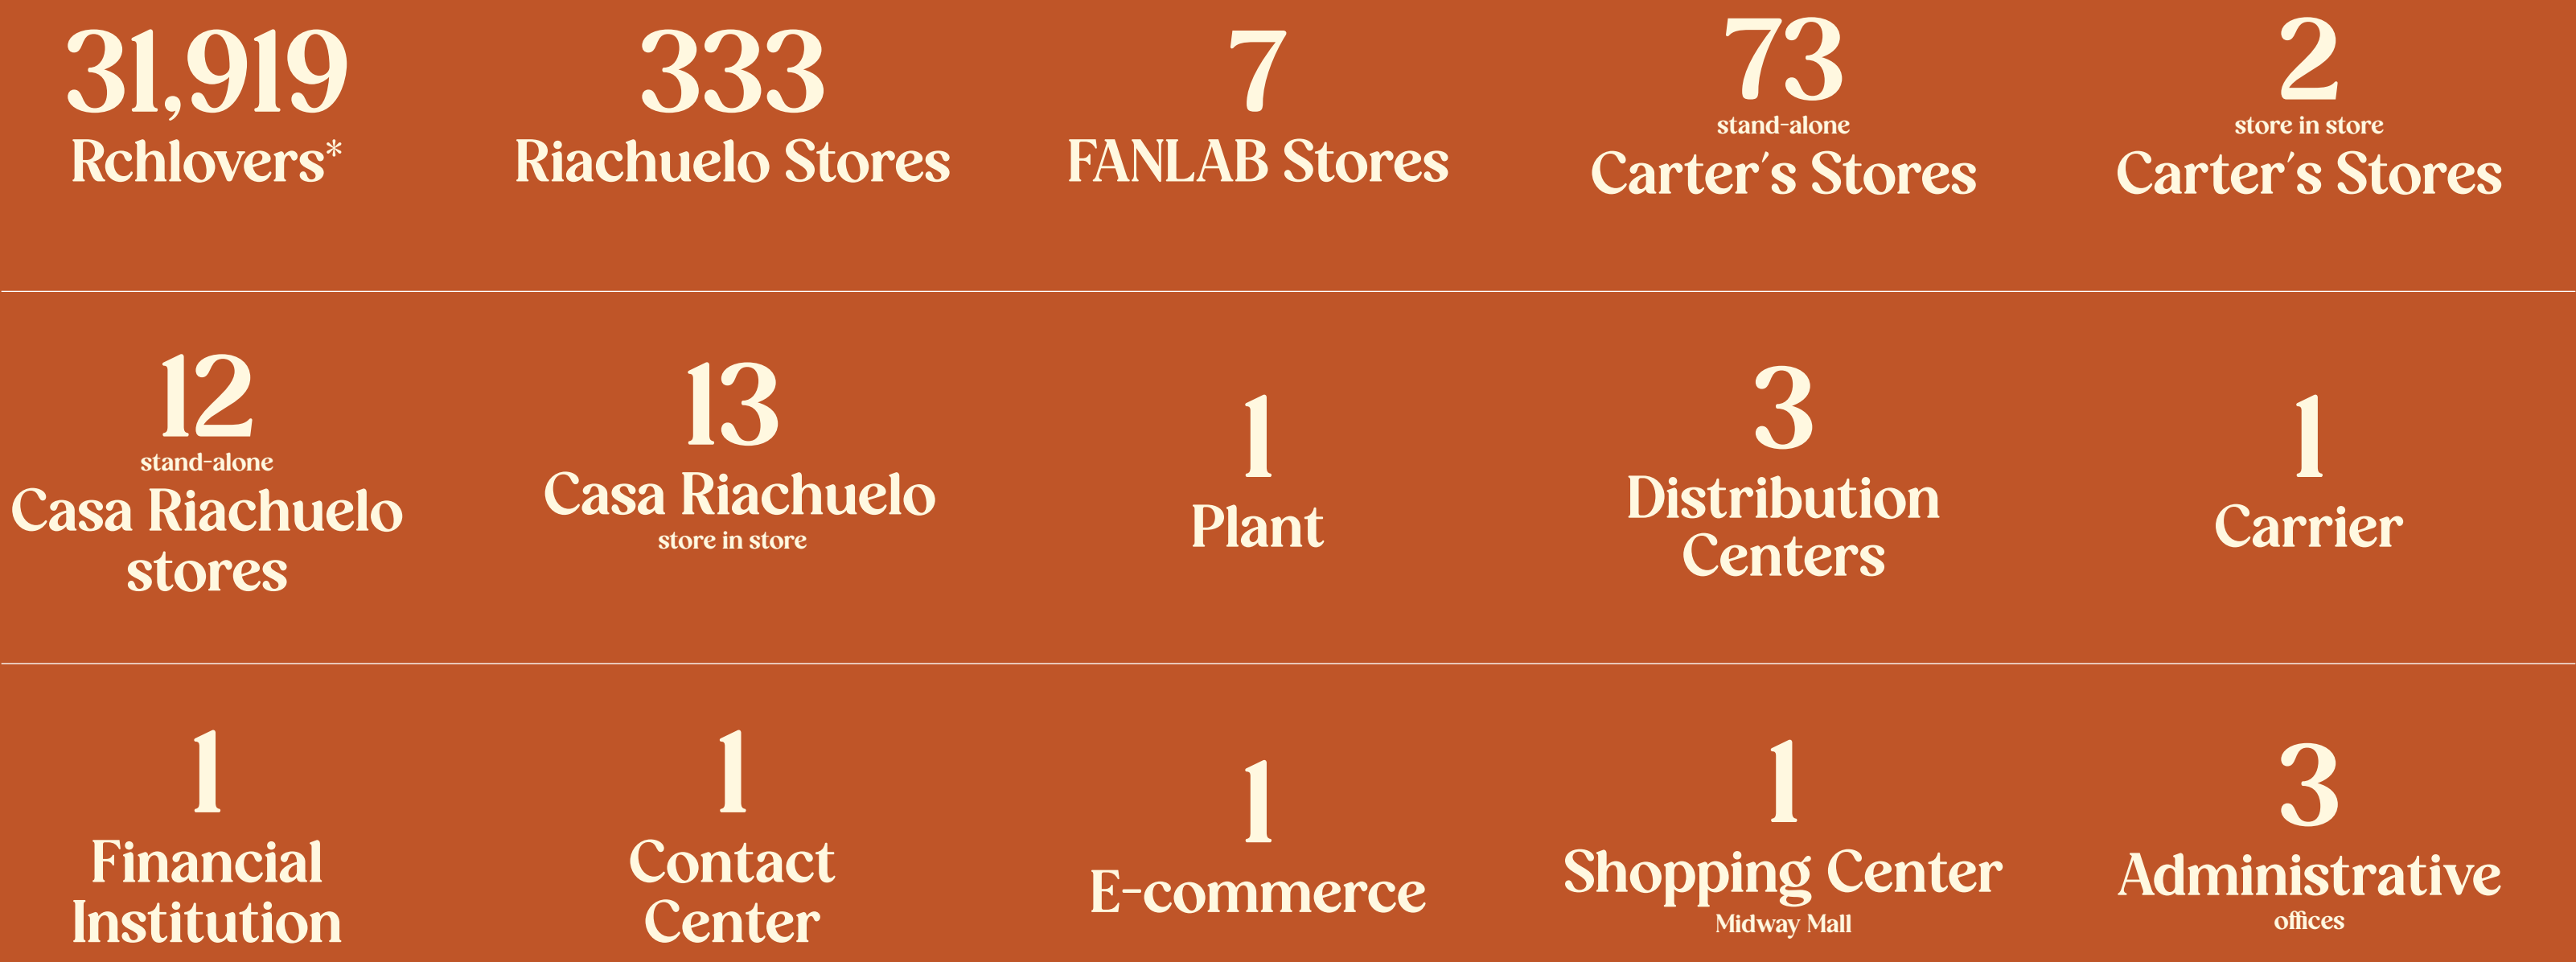 31,919
Rchlovers*
333
Riachuelo Stores
7
FANLAB Stores
73
stand-alone
Carter's Stores
2
store in store
Carter's Stores
12
stand-alone
Casa Riachuelo
stores
13
Casa Riachuelo
store in store
1
Plant
3
Distribution
Centers
1
Carrier
1
Financial
Institution
1
Contact
Center
1
E-commerce
1
Shopping Center
Midway Mall
3
Administrative
offices